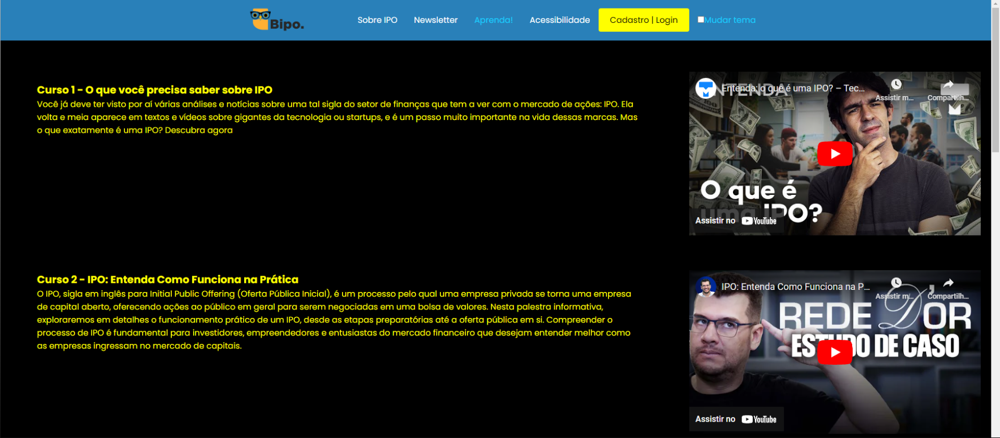 Bipo.
Sobre IPO
Newsletter
Aprenda!
Acessibilidade
Cadastro | Login
Mudar tema
Curso 1 - O que você precisa saber sobre IPO
Você já deve ter visto por aí várias análises e notícias sobre uma tal sigla do setor de finanças que tem a ver com o mercado de ações: IPO. Ela
volta e meia aparece em textos e vídeos sobre gigantes da tecnologia ou startups, e é um passo muito importante na vida dessas marcas. Mas
o que exatamente é uma IPO? Descubra agora
ENTENDA
Entenda: o que é uma IPO? – Tec...
Assistir m...
Compartilh...
O que é
uma IPO?
Assistir no YouTube
Curso 2 - IPO: Entenda Como Funciona na Prática
O IPO, sigla em inglês para Initial Public Offering (Oferta Pública Inicial), é um processo pelo qual uma empresa privada se torna uma empresa
de capital aberto, oferecendo ações ao público em geral para serem negociadas em uma bolsa de valores. Nesta palestra informativa,
exploraremos em detalhes o funcionamento prático de um IPO, desde as etapas preparatórias até a oferta pública em si. Compreender o
processo de IPO é fundamental para investidores, empreendedores e entusiastas do mercado financeiro que desejam entender melhor como
as empresas ingressam no mercado de capitais.
IPO: Entenda Como Funciona na P...
Assistir m...
Compartilh...
REDE D'OR
ESTUDO DE CASO
Assistir no YouTube